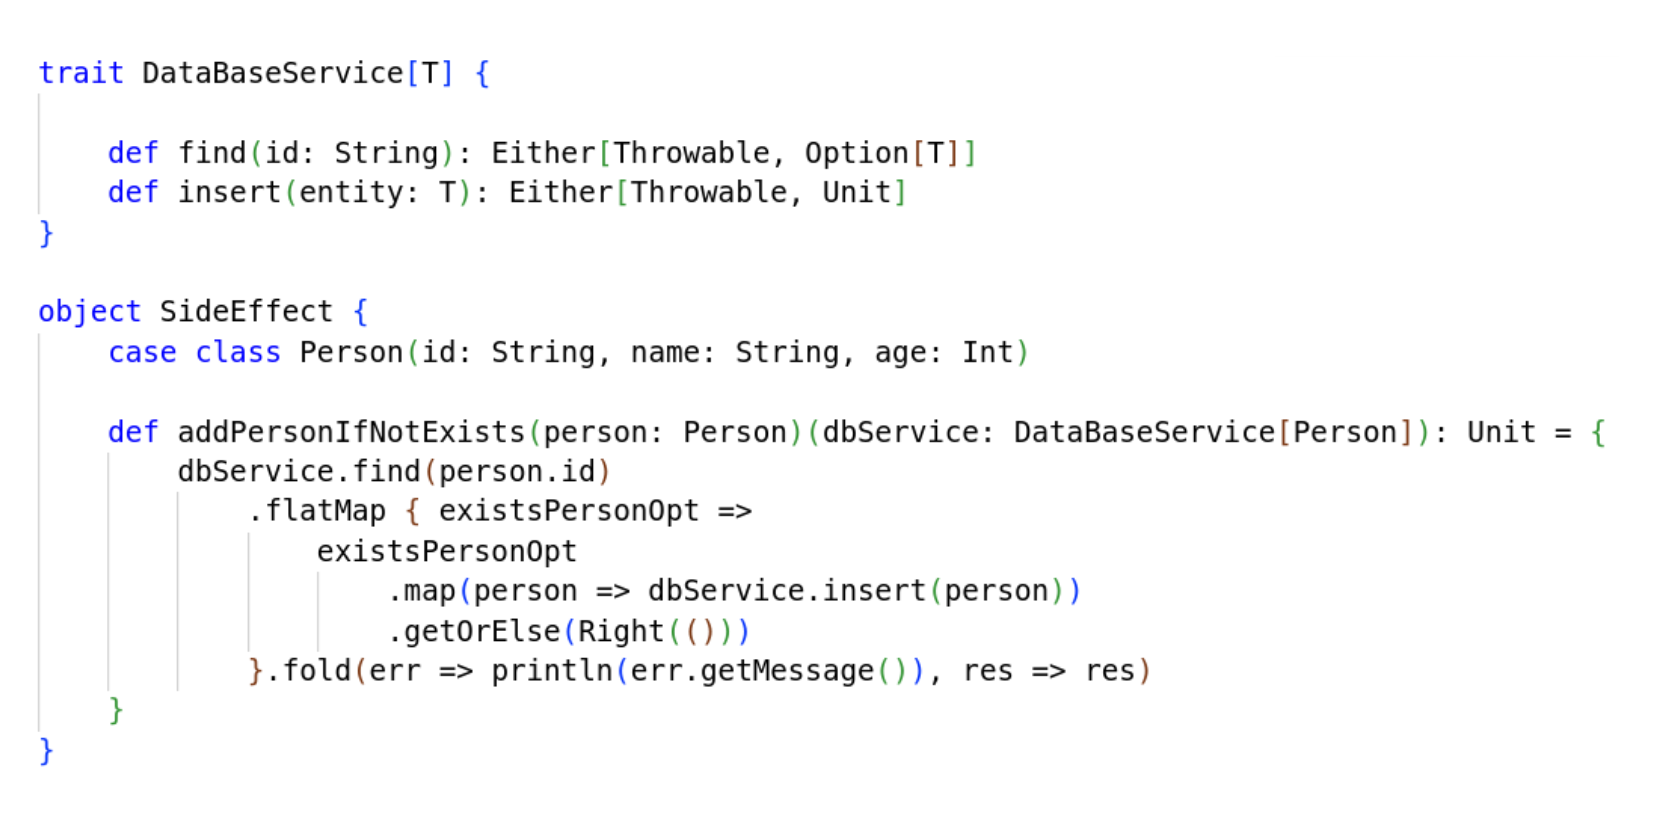 trait DataBaseService[T] {
def find(id: String): Either[Throwable, Option[T]]
def insert(entity: T): Either[Throwable, Unit]
}
object SideEffect {
case class Person(id: String, name: String, age: Int)
def addPersonIfNotExists(person: Person)(dbService: DataBaseService[Person]): Unit = {
dbService.find(person.id)
.flatMap { existsPersonOpt =>
existsPersonOpt
.map(person => dbService.insert(person))
.getOrElse(Right(()))
}.fold(err => println(err.getMessage()), res => res)
}
}